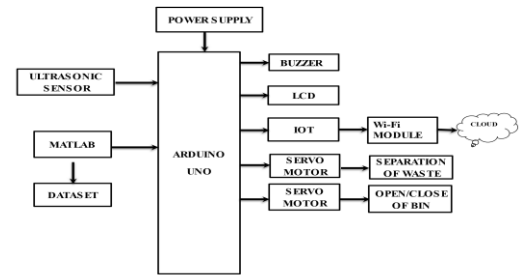 POWER SUPPLY
ULTRASONIC
SENSOR
MATLAB
DATASET
ARDUINO
UNO
BUZZER
LCD
IOT
Wi-Fi
MODULE
CLOUD
SERVO
MOTOR
SEPARATION
OF WASTE
SERVO
MOTOR
OPEN/CLOSE
OF BIN